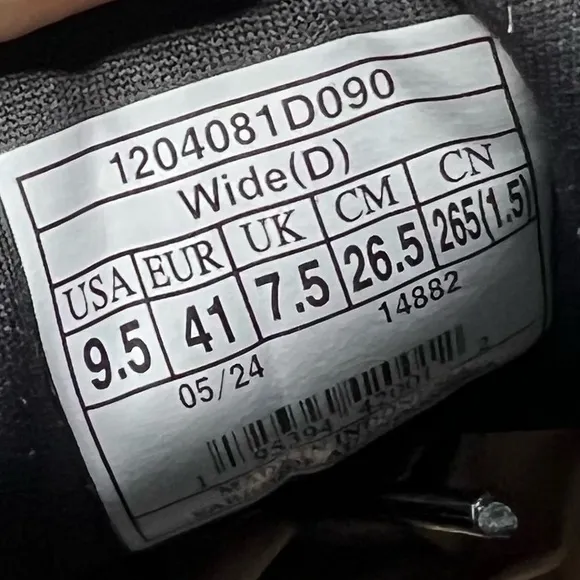 1204081D090
Wide(D)
USA EUR UK CM CN
9.5 41 7.5 26.5 265(1.5)
05/24 14882